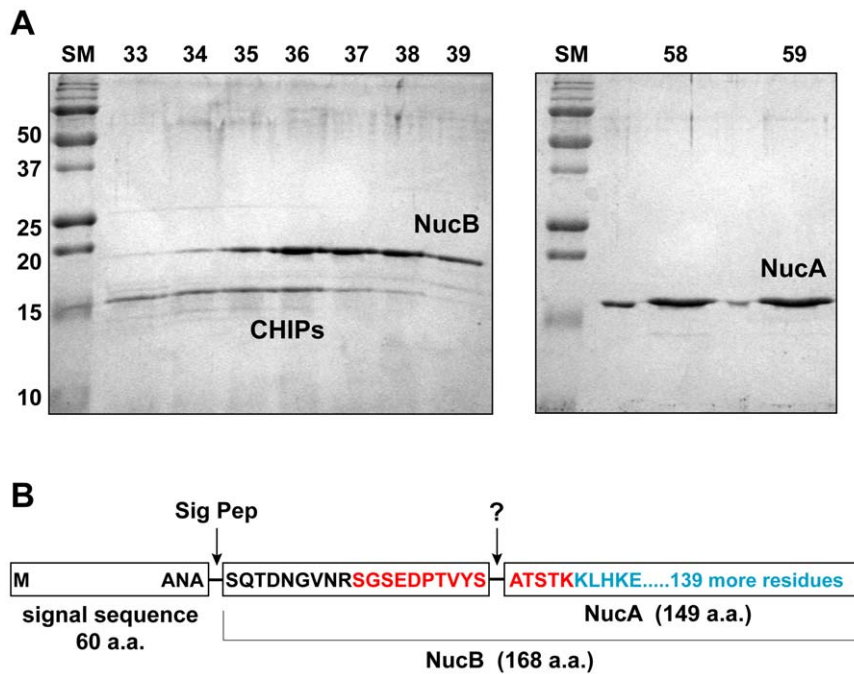 A
SM 33 34 35 36 37 38 39
SM 58 59
50
37
25
20
15
10
NucB
CHIPs
NucA
B
Sig Pep
?
M ANA SQTDNGVNRSGSEDPTVYS ATSTKKLHKE.....139 more residues
signal sequence
60 a.a.
NucA (149 a.a.)
NucB (168 a.a.)